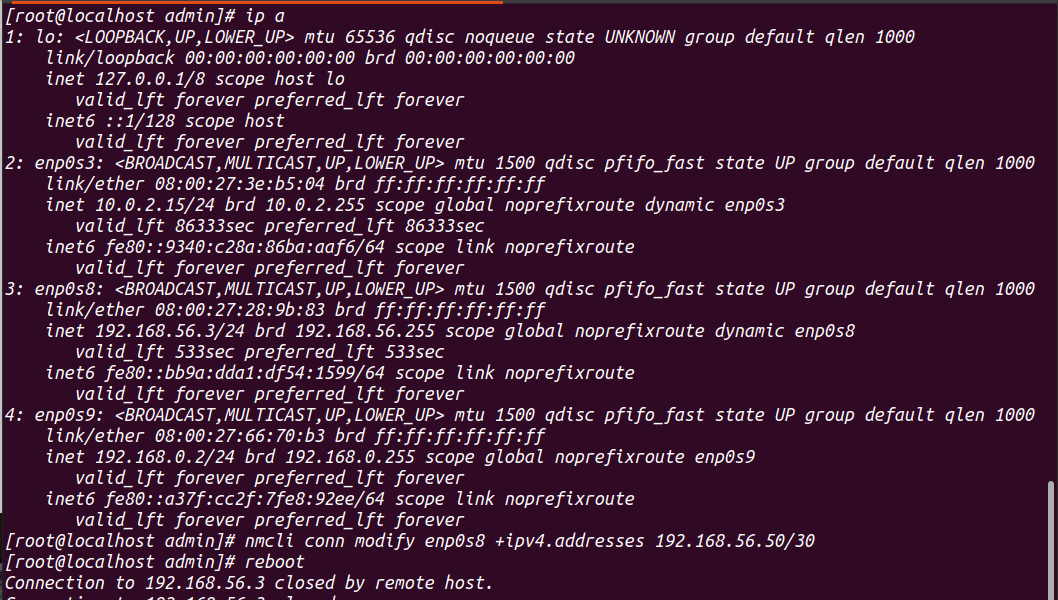 [root@localhost admin]# ip a
1: lo: <LOOPBACK,UP,LOWER_UP> mtu 65536 qdisc noqueue state UNKNOWN group default qlen 1000
link/loopback 00:00:00:00:00:00 brd 00:00:00:00:00:00
inet 127.0.0.1/8 scope host lo
valid_lft forever preferred_lft forever
inet6 ::1/128 scope host
valid_lft forever preferred_lft forever
2: enp0s3: <BROADCAST,MULTICAST,UP,LOWER_UP> mtu 1500 qdisc pfifo_fast state UP group default qlen 1000
link/ether 08:00:27:3e:b5:04 brd ff:ff:ff:ff:ff:ff
inet 10.0.2.15/24 brd 10.0.2.255 scope global noprefixroute dynamic enp0s3
valid_lft 86333sec preferred_lft 86333sec
inet6 fe80::9340:c28a:86ba:aaf6/64 scope link noprefixroute
valid_lft forever preferred_lft forever
3: enp0s8: <BROADCAST,MULTICAST,UP,LOWER_UP> mtu 1500 qdisc pfifo_fast state UP group default qlen 1000
link/ether 08:00:27:28:9b:83 brd ff:ff:ff:ff:ff:ff
inet 192.168.56.3/24 brd 192.168.56.255 scope global noprefixroute dynamic enp0s8
valid_lft 533sec preferred_lft 533sec
inet6 fe80::bb9a:dda1:df54:1599/64 scope link noprefixroute
valid_lft forever preferred_lft forever
4: enp0s9: <BROADCAST,MULTICAST,UP,LOWER_UP> mtu 1500 qdisc pfifo_fast state UP group default qlen 1000
link/ether 08:00:27:66:70:b3 brd ff:ff:ff:ff:ff:ff
inet 192.168.0.2/24 brd 192.168.0.255 scope global noprefixroute enp0s9
valid_lft forever preferred_lft forever
inet6 fe80::a37f:cc2f:7fe8:92ee/64 scope link noprefixroute
valid_lft forever preferred_lft forever
[root@localhost admin]# nmcli conn modify enp0s8 +ipv4.addresses 192.168.56.50/30
[root@localhost admin]# reboot
Connection to 192.168.56.3 closed by remote host.